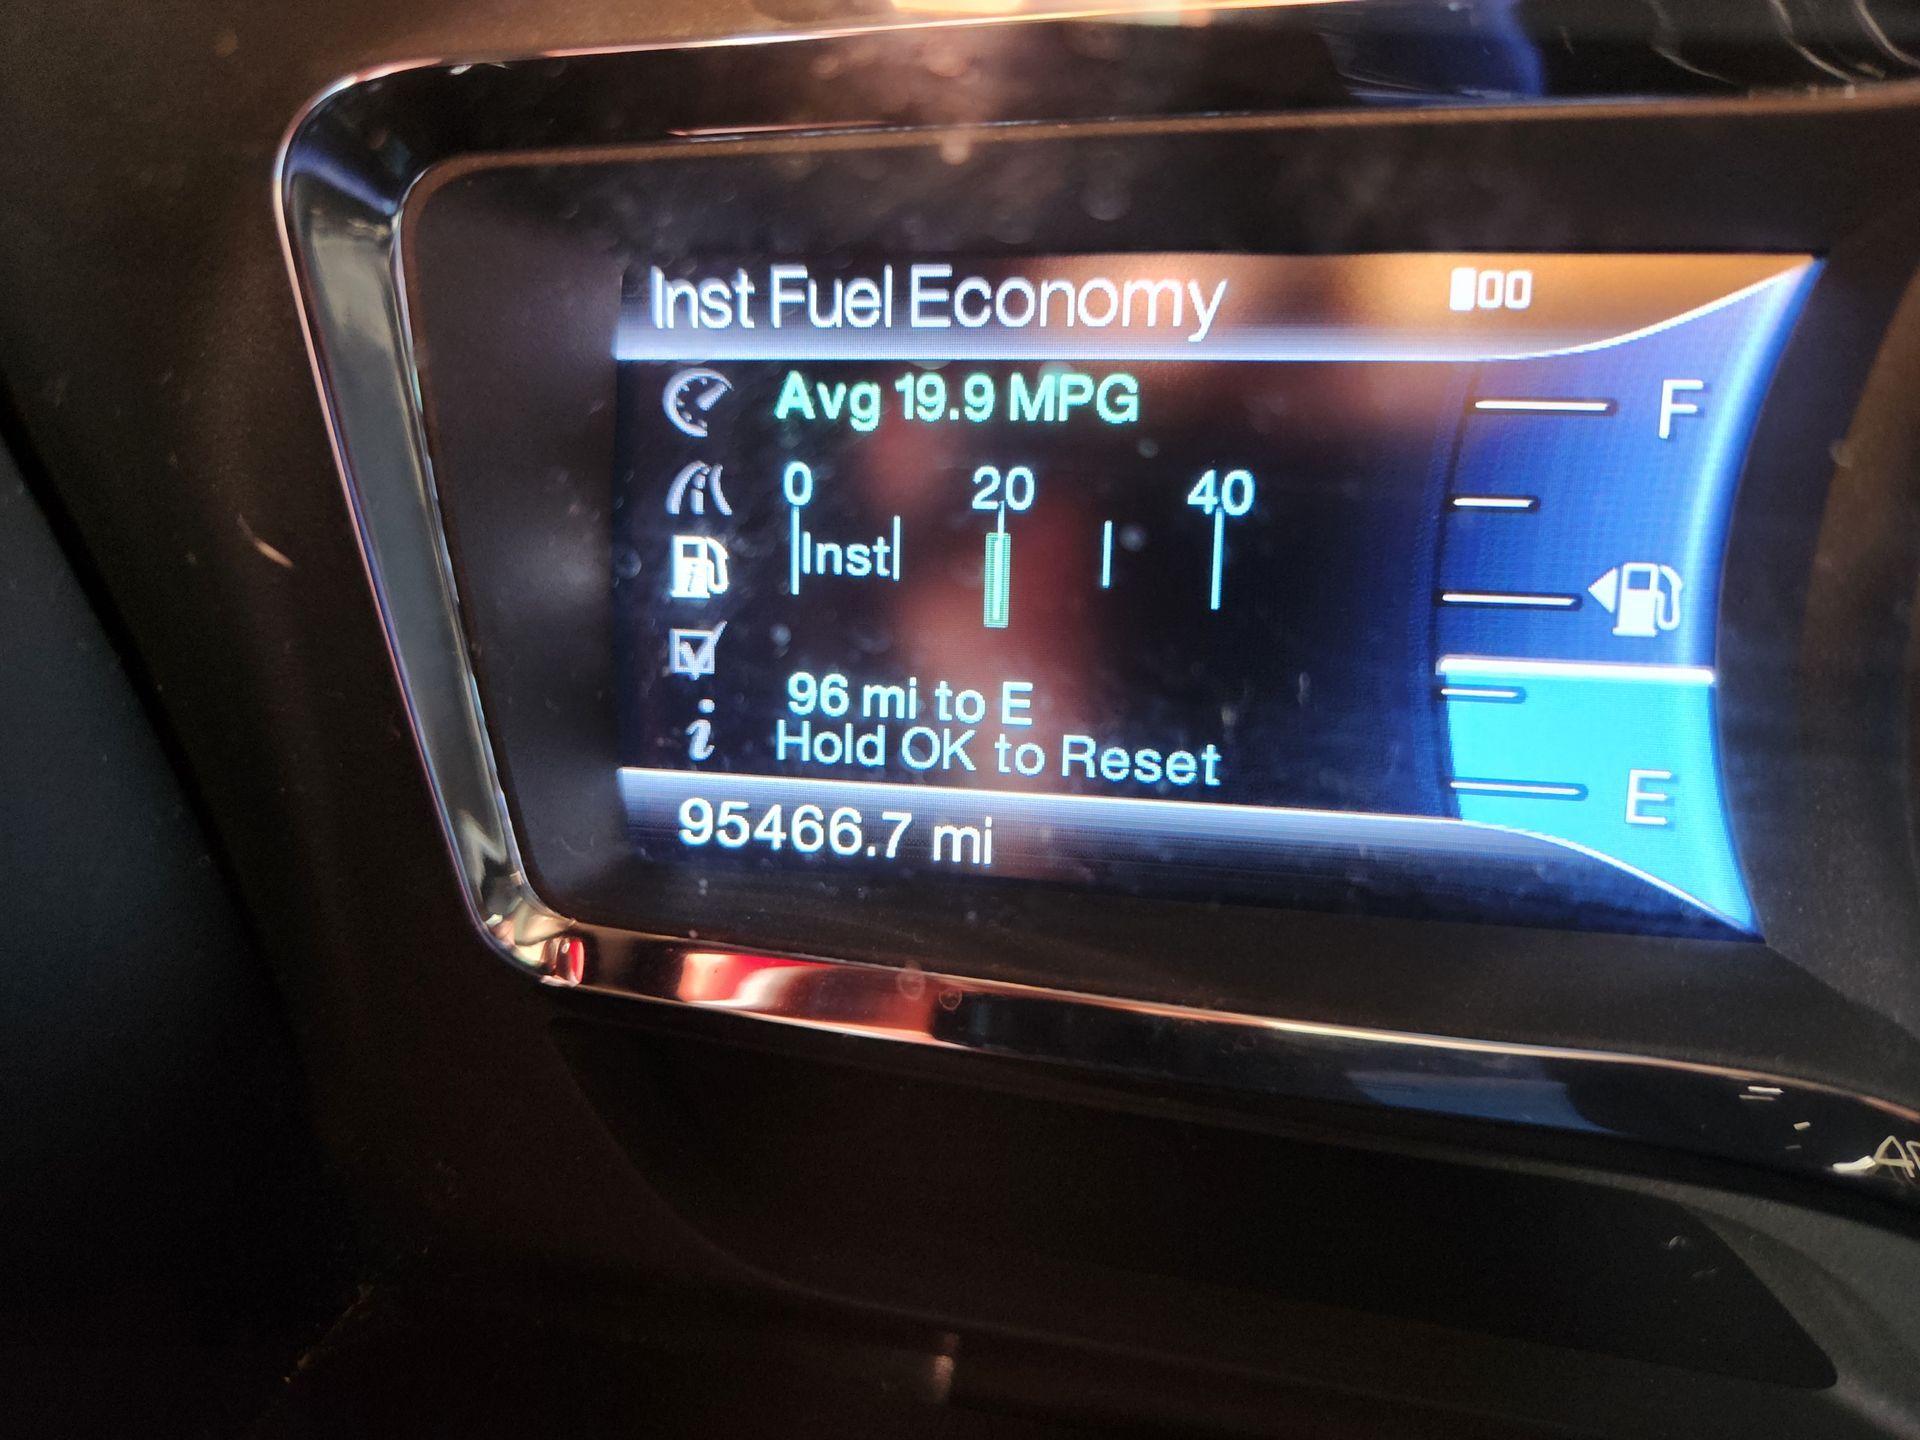 Inst Fuel Economy
Avg 19.9 MPG
0 20 40
Inst
96 mi to E
Hold OK to Reset
95466.7 mi
F
E